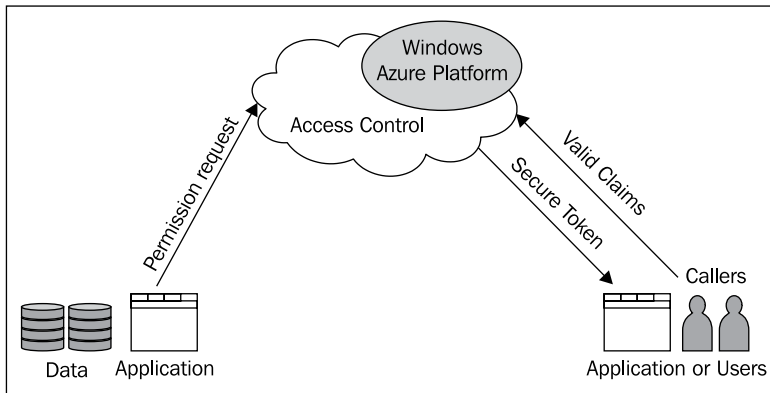 Windows
Azure Platform
Access Control
Permission request
Valid Claims
Secure Token
Callers
Data
Application
Application or Users